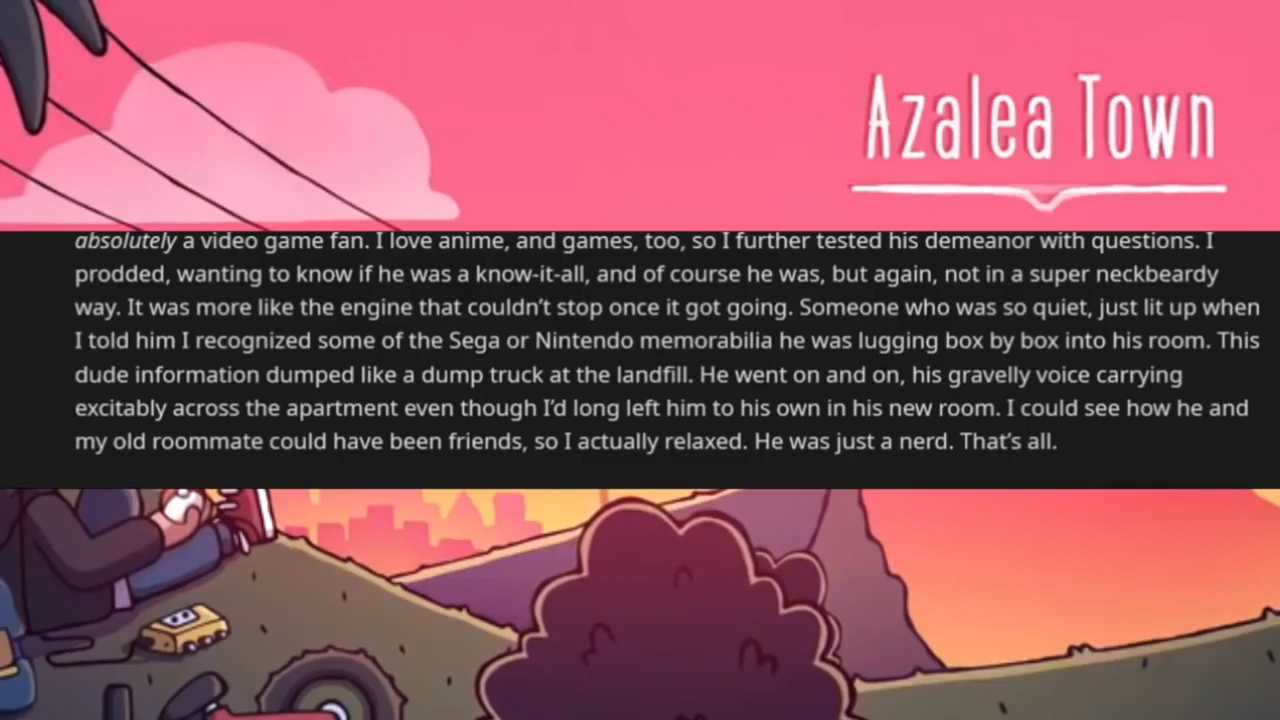 Azalea Town
absolutely a video game fan. I love anime, and games, too, so I further tested his demeanor with questions. I
prodded, wanting to know if he was a know-it-all, and of course he was, but again, not in a super neckbeardy
way. It was more like the engine that couldn’t stop once it got going. Someone who was so quiet, just lit up when
I told him I recognized some of the Sega or Nintendo memorabilia he was lugging box by box into his room. This
dude information dumped like a dump truck at the landfill. He went on and on, his gravelly voice carrying
excitably across the apartment even though I’d long left him to his own in his new room. I could see how he and
my old roommate could have been friends, so I actually relaxed. He was just a nerd. That’s all.